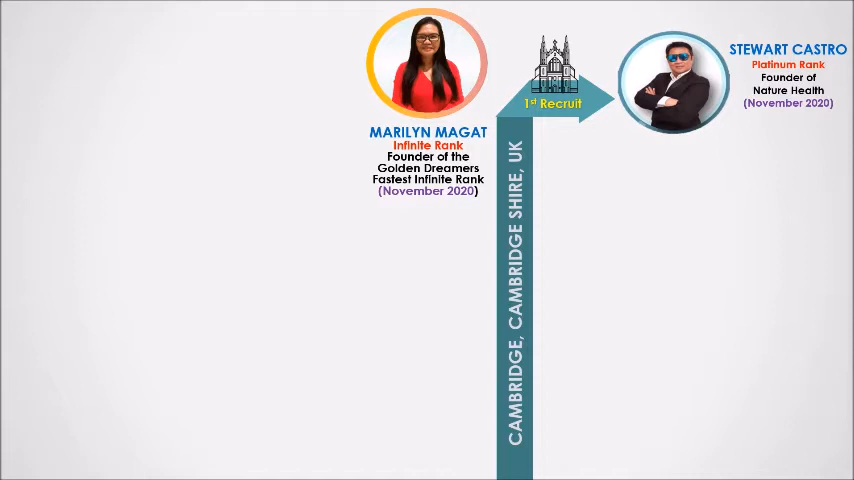 MARILYN MAGAT
Infinite Rank
Founder of the
Golden Dreamers
Fastest Infinite Rank
(November 2020)
1st Recruit
STEWART CASTRO
Platinum Rank
Founder of
Nature Health
(November 2020)
CAMBRIDGE, CAMBRIDGE SHIRE, UK